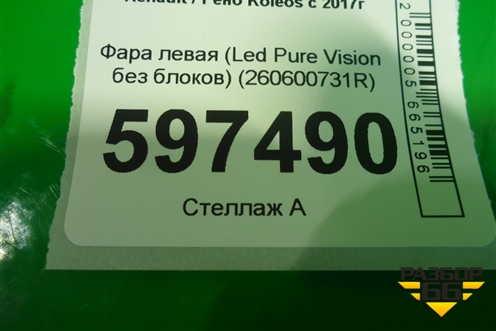 Renault / Рено Koleos с 2017г
Фара левая (Led Pure Vision
без блоков) (260600731R)
597490
Стеллаж А
2000005665196
РАЗБОР
66